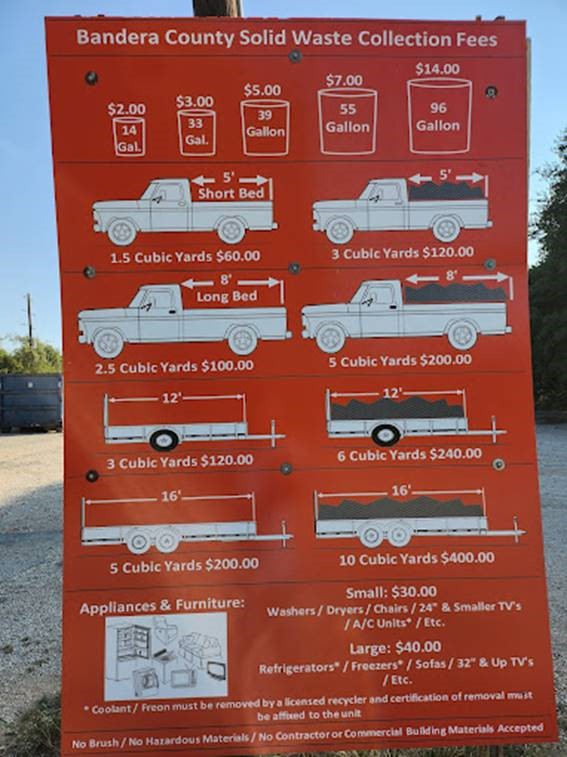 Bandera County Solid Waste Collection Fees
$2.00 $3.00 $5.00 $7.00 $14.00
14 Gal. 33 Gal. 39 Gallon 55 Gallon 96 Gallon
5' 5'
Short Bed
1.5 Cubic Yards $60.00 3 Cubic Yards $120.00
8' 8'
Long Bed
2.5 Cubic Yards $100.00 5 Cubic Yards $200.00
12' 12'
3 Cubic Yards $120.00 6 Cubic Yards $240.00
16' 16'
5 Cubic Yards $200.00 10 Cubic Yards $400.00
Appliances & Furniture:
Small: $30.00
Washers / Dryers / Chairs / 24" & Smaller TV's
/ A/C Units* / Etc.
Large: $40.00
Refrigerators* / Freezers* / Sofas / 32" & Up TV's
/ Etc.
* Coolant / Freon must be removed by a licensed recycler and certification of removal must
be affixed to the unit
No Brush / No Hazardous Materials / No Contractor or Commercial Building Materials Accepted